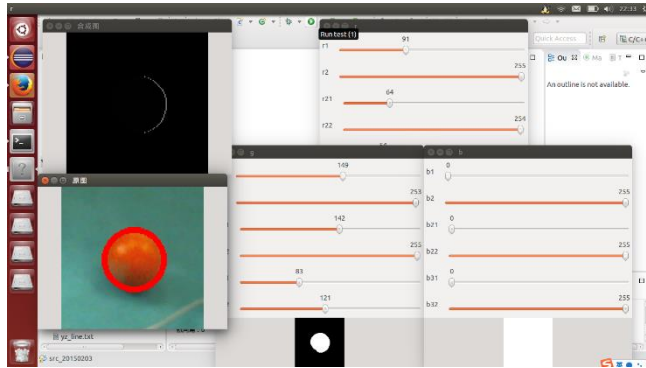 r
22:33
合成图
Run test (1)
r1
91
r2
255
r21
64
r22
254
Quick Access
C/C++
Ou
Ma
T
An outline is not available.
g
149
253
142
255
83
121
b
b1
0
b2
255
b21
0
b22
255
b31
0
b32
255
原图
yz_line.txt
src_20150203